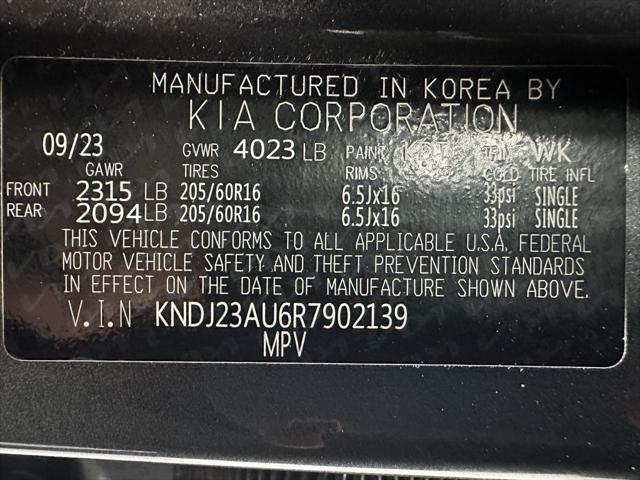 MANUFACTURED IN KOREA BY
KIA CORPORATION
09/23 GVWR 4023 LB PAINT TRIM WK
GAWR TIRES RIMS COLD TIRE INFL
FRONT 2315 LB 205/60R16 6.5Jx16 33psi SINGLE
REAR 2094 LB 205/60R16 6.5Jx16 33psi SINGLE
THIS VEHICLE CONFORMS TO ALL APPLICABLE U.S.A. FEDERAL
MOTOR VEHICLE SAFETY AND THEFT PREVENTION STANDARDS
IN EFFECT ON THE DATE OF MANUFACTURE SHOWN ABOVE.
V.I.N KNDJ23AU6R7902139
MPV